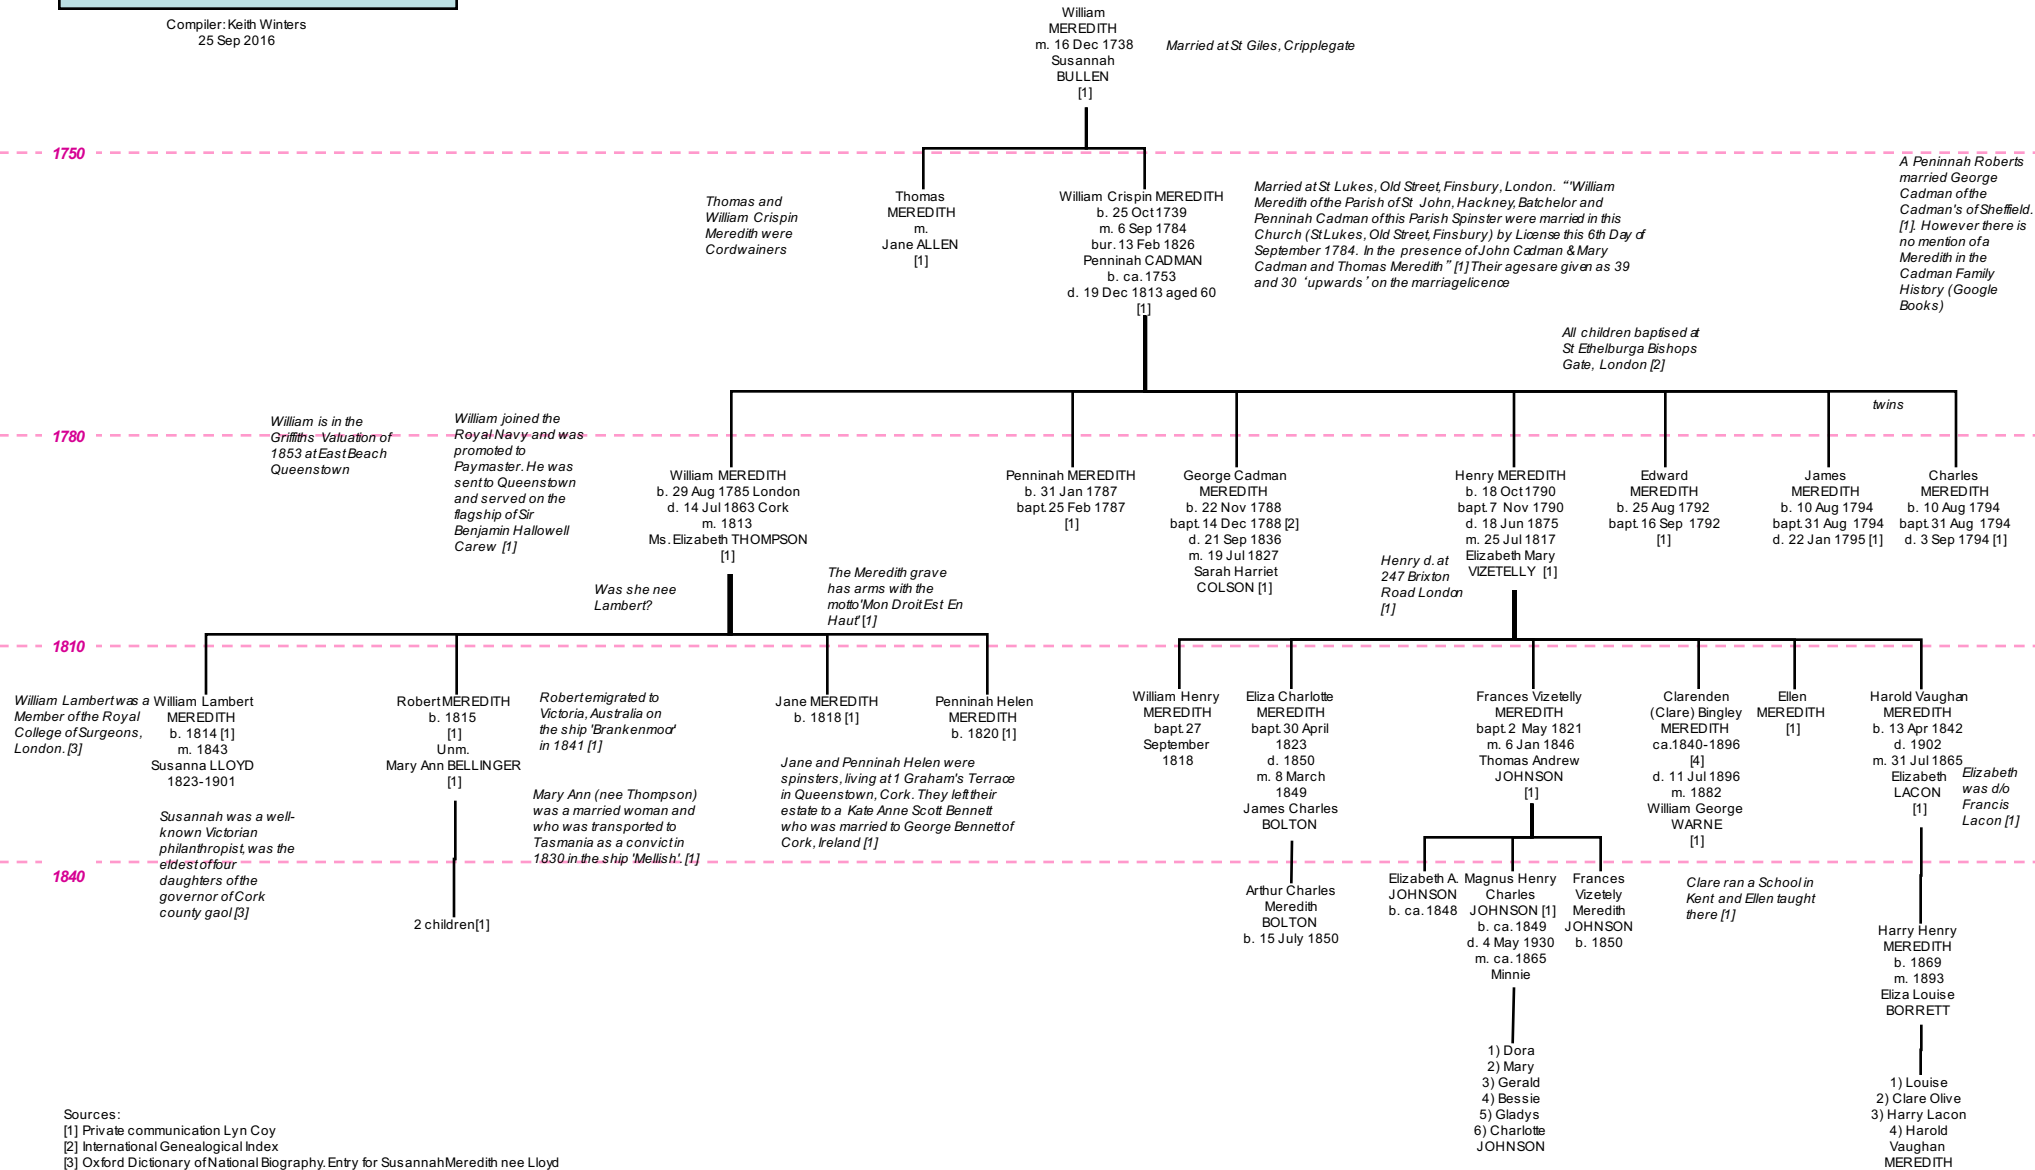 Compiler: Keith Winters
25 Sep 2016
William
MEREDITH
m. 16 Dec 1738
Susannah
BULLEN
[1]
Married at St Giles, Cripplegate
1750
Thomas and
William Crispin
Meredith were
Cordwainers
Thomas
MEREDITH
m.
Jane ALLEN
[1]
William Crispin MEREDITH
b. 25 Oct 1739
m. 6 Sep 1784
bur. 13 Feb 1826
Penninah CADMAN
b. ca. 1753
d. 19 Dec 1813 aged 60
[1]
Married at St Lukes, Old Street, Finsbury, London. "'William
Meredith of the Parish of St John, Hackney, Batchelor and
Penninah Cadman of this Parish Spinster were married in this
Church (St Lukes, Old Street, Finsbury) by License this 6th Day of
September 1784. In the presence of John Cadman & Mary
Cadman and Thomas Meredith" [1] Their ages are given as 39
and 30 'upwards' on the marriage licence
A Peninnah Roberts
married George
Cadman of the
Cadman's of Sheffield.
[1]. However there is
no mention of a
Meredith in the
Cadman Family
History (Google
Books)
All children baptised at
St Ethelburga Bishops
Gate, London [2]
twins
1780
William is in the
Griffiths Valuation of
1853 at East Beach
Queenstown
William joined the
Royal Navy and was
promoted to
Paymaster. He was
sent to Queenstown
and served on the
flagship of Sir
Benjamin Hallowell
Carew [1]
William MEREDITH
b. 29 Aug 1785 London
d. 14 Jul 1863 Cork
m. 1813
Ms. Elizabeth THOMPSON
[1]
Penninah MEREDITH
b. 31 Jan 1787
bapt. 25 Feb 1787
[1]
George Cadman
MEREDITH
b. 22 Nov 1788
bapt. 14 Dec 1788 [2]
d. 21 Sep 1836
m. 19 Jul 1827
Sarah Harriet
COLSON [1]
Henry MEREDITH
b. 18 Oct 1790
bapt. 7 Nov 1790
d. 18 Jun 1875
m. 25 Jul 1817
Elizabeth Mary
VIZETELLY [1]
Edward
MEREDITH
b. 25 Aug 1792
bapt. 16 Sep 1792
[1]
James
MEREDITH
b. 10 Aug 1794
bapt. 31 Aug 1794
d. 22 Jan 1795 [1]
Charles
MEREDITH
b. 10 Aug 1794
bapt. 31 Aug 1794
d. 3 Sep 1794 [1]
Henry d. at
247 Brixton
Road London
[1]
Was she nee
Lambert?
The Meredith grave
has arms with the
motto 'Mon Droit Est En
Haut' [1]
1810
William Lambert was a
Member of the Royal
College of Surgeons,
London. [3]
William Lambert
MEREDITH
b. 1814 [1]
m. 1843
Susanna LLOYD
1823-1901
Susannah was a well-
known Victorian
philanthropist, was the
eldest of four
daughters of the
governor of Cork
county gaol [3]
Robert MEREDITH
b. 1815
[1]
Unm.
Mary Ann BELLINGER
[1]
2 children [1]
Robert emigrated to
Victoria, Australia on
the ship 'Brankenmoor'
in 1841 [1]
Mary Ann (nee Thompson)
was a married woman and
who was transported to
Tasmania as a convict in
1830 in the ship 'Mellish'. [1]
Jane MEREDITH
b. 1818 [1]
Penninah Helen
MEREDITH
b. 1820 [1]
Jane and Penninah Helen were
spinsters, living at 1 Graham's Terrace
in Queenstown, Cork. They left their
estate to a Kate Anne Scott Bennett
who was married to George Bennett of
Cork, Ireland [1]
William Henry
MEREDITH
bapt. 27
September
1818
Eliza Charlotte
MEREDITH
bapt. 30 April
1823
d. 1850
m. 8 March
1849
James Charles
BOLTON
Frances Vizetelly
MEREDITH
bapt. 2 May 1821
m. 6 Jan 1846
Thomas Andrew
JOHNSON
[1]
Clarenden
(Clare) Bingley
MEREDITH
ca.1840-1896
[4]
d. 11 Jul 1896
m. 1882
William George
WARNE
[1]
Ellen
MEREDITH
[1]
Harold Vaughan
MEREDITH
b. 13 Apr 1842
d. 1902
m. 31 Jul 1865
Elizabeth
LACON
[1]
Elizabeth
was d/o
Francis
Lacon [1]
1840
Arthur Charles
Meredith
BOLTON
b. 15 July 1850
Elizabeth A.
JOHNSON
b. ca. 1848
Magnus Henry
Charles
JOHNSON [1]
b. ca. 1849
d. 4 May 1930
m. ca. 1865
Minnie
Frances
Vizetely
Meredith
JOHNSON
b. 1850
Clare ran a School in
Kent and Ellen taught
there [1]
Harry Henry
MEREDITH
b. 1869
m. 1893
Eliza Louise
BORRETT
1) Dora
2) Mary
3) Gerald
4) Bessie
5) Gladys
6) Charlotte
JOHNSON
1) Louise
2) Clare Olive
3) Harry Lacon
4) Harold
Vaughan
MEREDITH
Sources:
[1] Private communication Lyn Coy
[2] International Genealogical Index
[3] Oxford Dictionary of National Biography. Entry for Susannah Meredith nee Lloyd